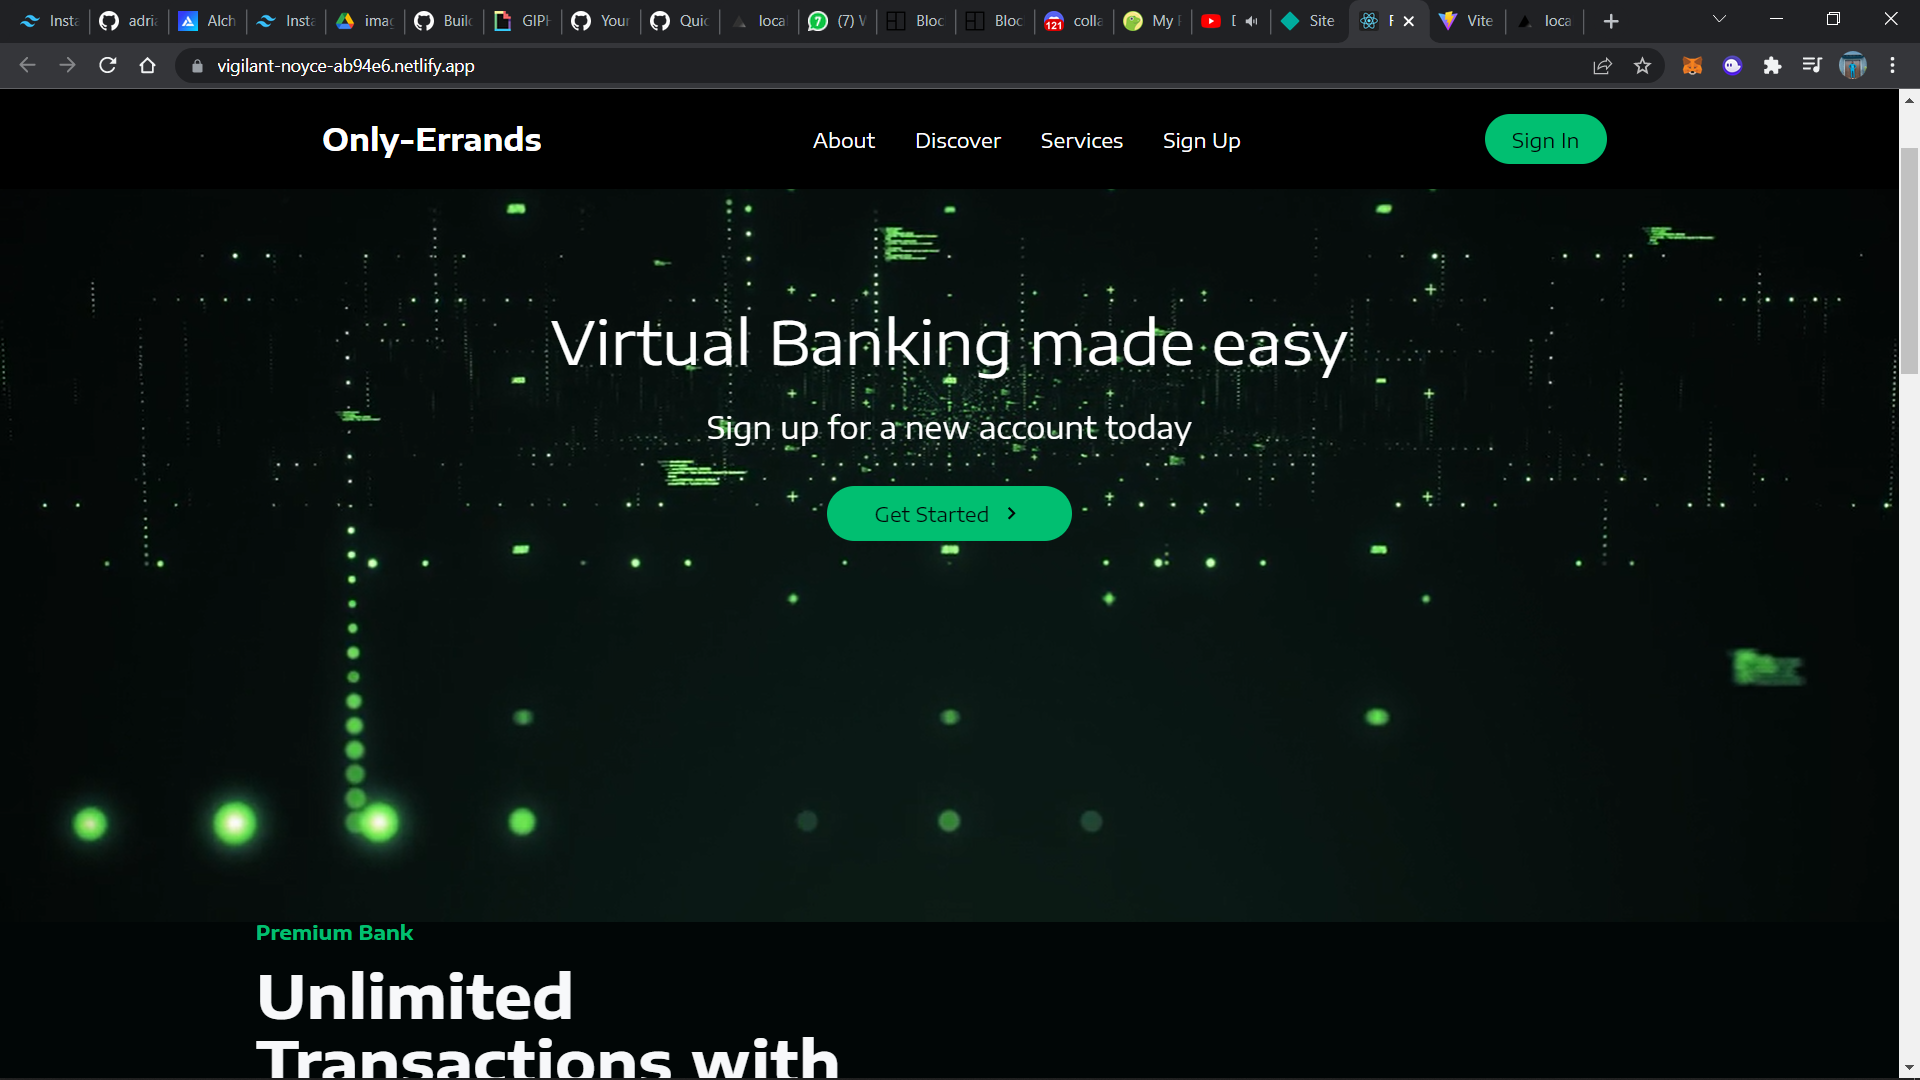 Insta
adria
Alch
Insta
imag
Buil
GIPH
Your
Quic
loca
(7) W
Bloc
Bloc
121
colla
My P
Site
Vite
loca
vigilant-noyce-ab94e6.netlify.app
Only-Errands About Discover Services Sign Up Sign In
Virtual Banking made easy
Sign up for a new account today
Get Started
Premium Bank
Unlimited
Transactions with